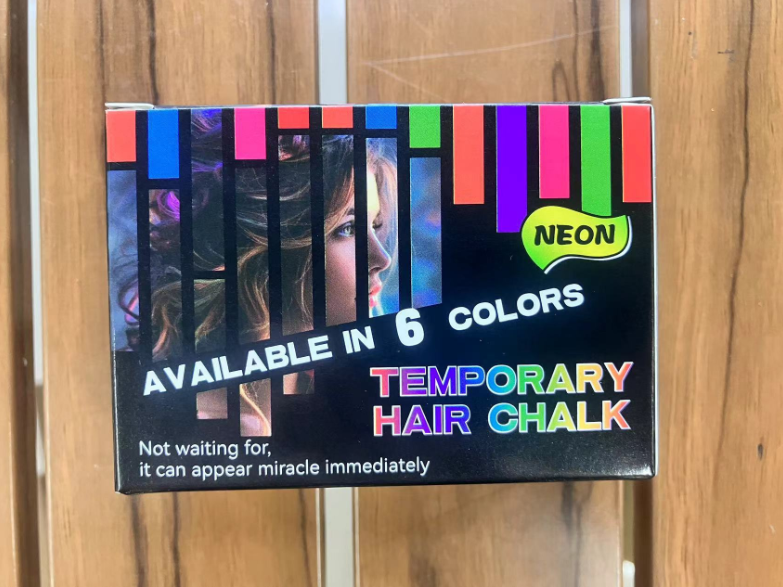 NEON
AVAILABLE IN 6 COLORS
TEMPORARY
HAIR CHALK
Not waiting for,
it can appear miracle immediately